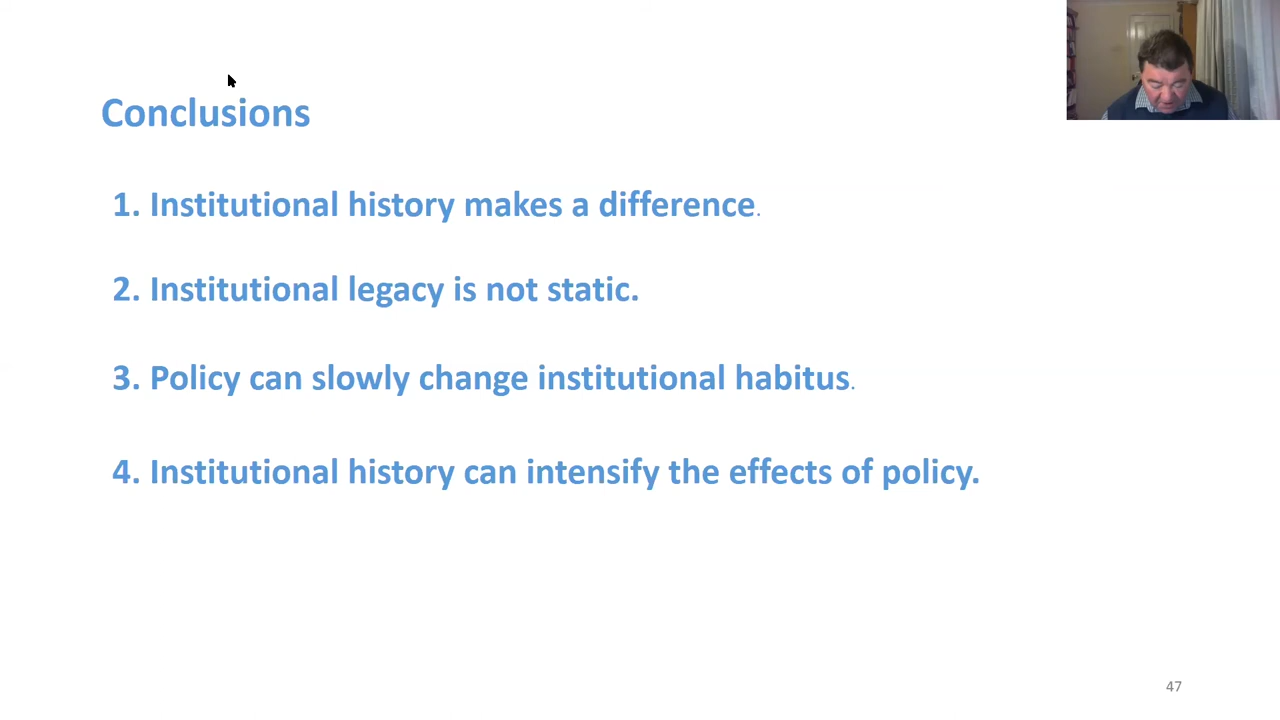 Conclusions
1. Institutional history makes a difference.
2. Institutional legacy is not static.
3. Policy can slowly change institutional habitus.
4. Institutional history can intensify the effects of policy.
47